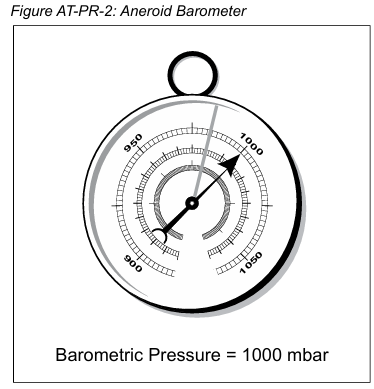 Figure AT-PR-2: Aneroid Barometer
950
1000
900
1050
Barometric Pressure = 1000 mbar